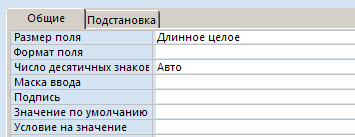 Общие Подстановка
Размер поля Длинное целое
Формат поля
Число десятичных знаков Авто
Маска ввода
Подпись
Значение по умолчанию
Условие на значение